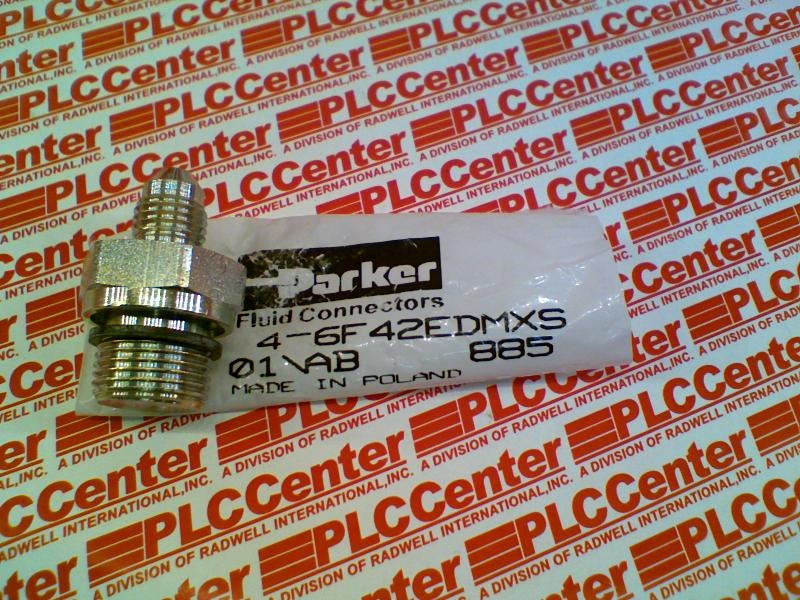 Parker
Fluid Connectors
4-6F42EDMXS
01\AB 885
MADE IN POLAND
PLCCenter
A DIVISION OF RADWELL INTERNATIONAL, INC.